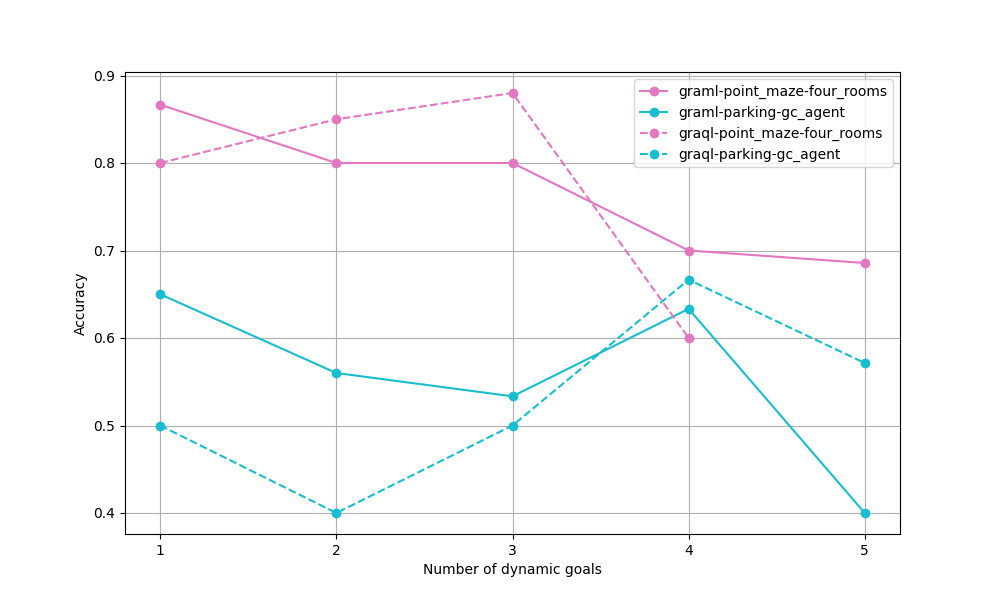 graml-point_maze-four_rooms
graml-parking-gc_agent
graql-point_maze-four_rooms
graql-parking-gc_agent
Accuracy
0.9
0.8
0.7
0.6
0.5
0.4
1 2 3 4 5
Number of dynamic goals